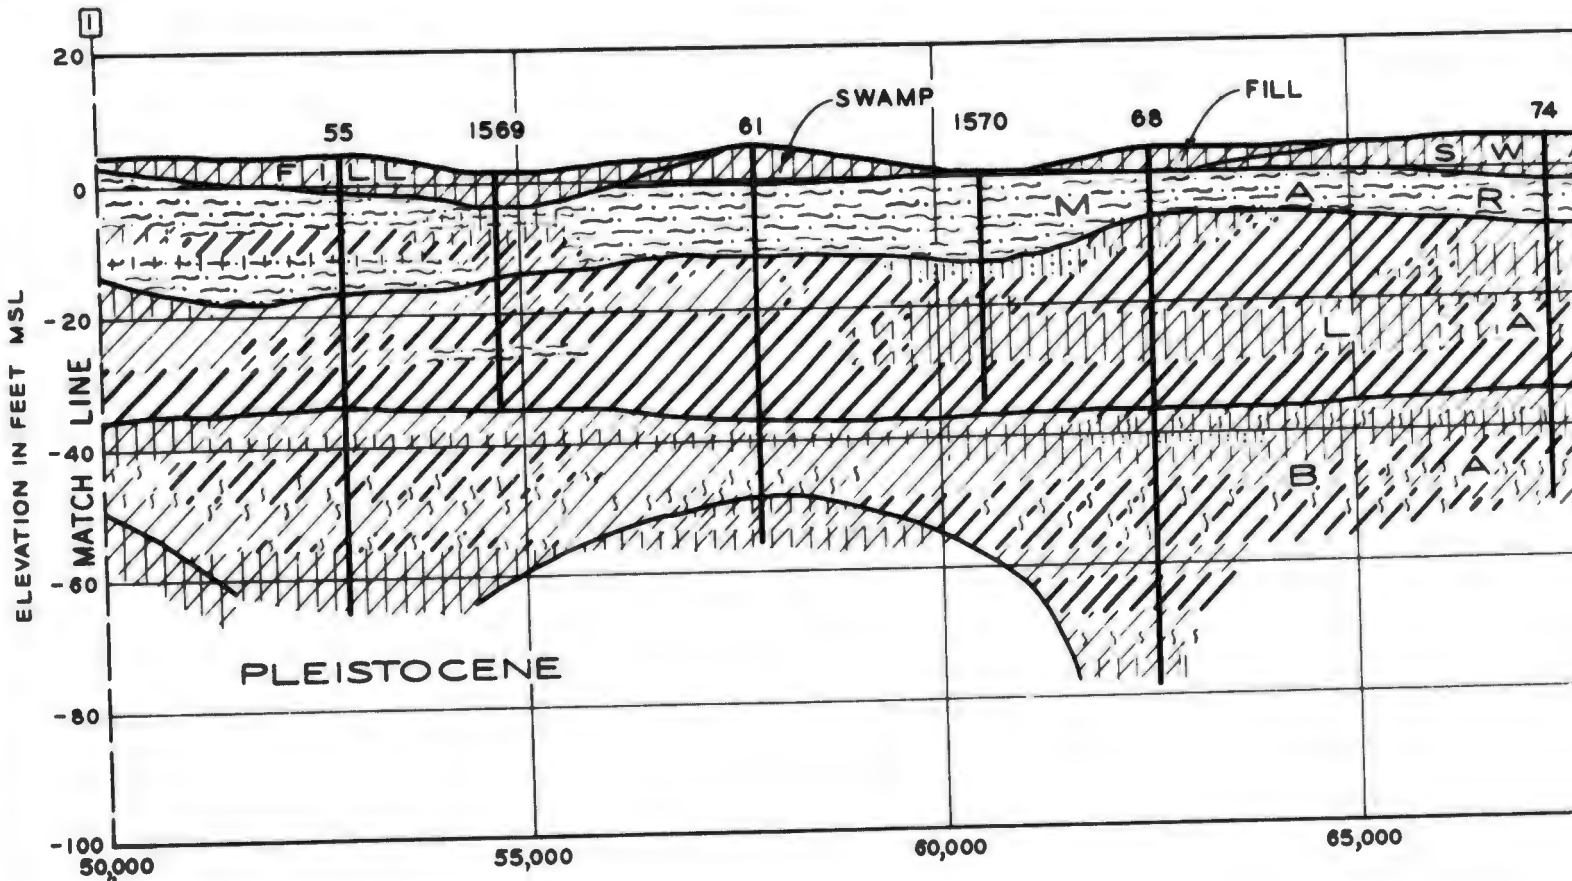 1
20
SWAMP
FILL
55
1569
61
1570
68
74
FILL
S W
0
M A R
-20
L A
-40
B A
-60
PLEISTOCENE
-80
-100
50,000
55,000
60,000
65,000
ELEVATION IN FEET MSL
MATCH LINE